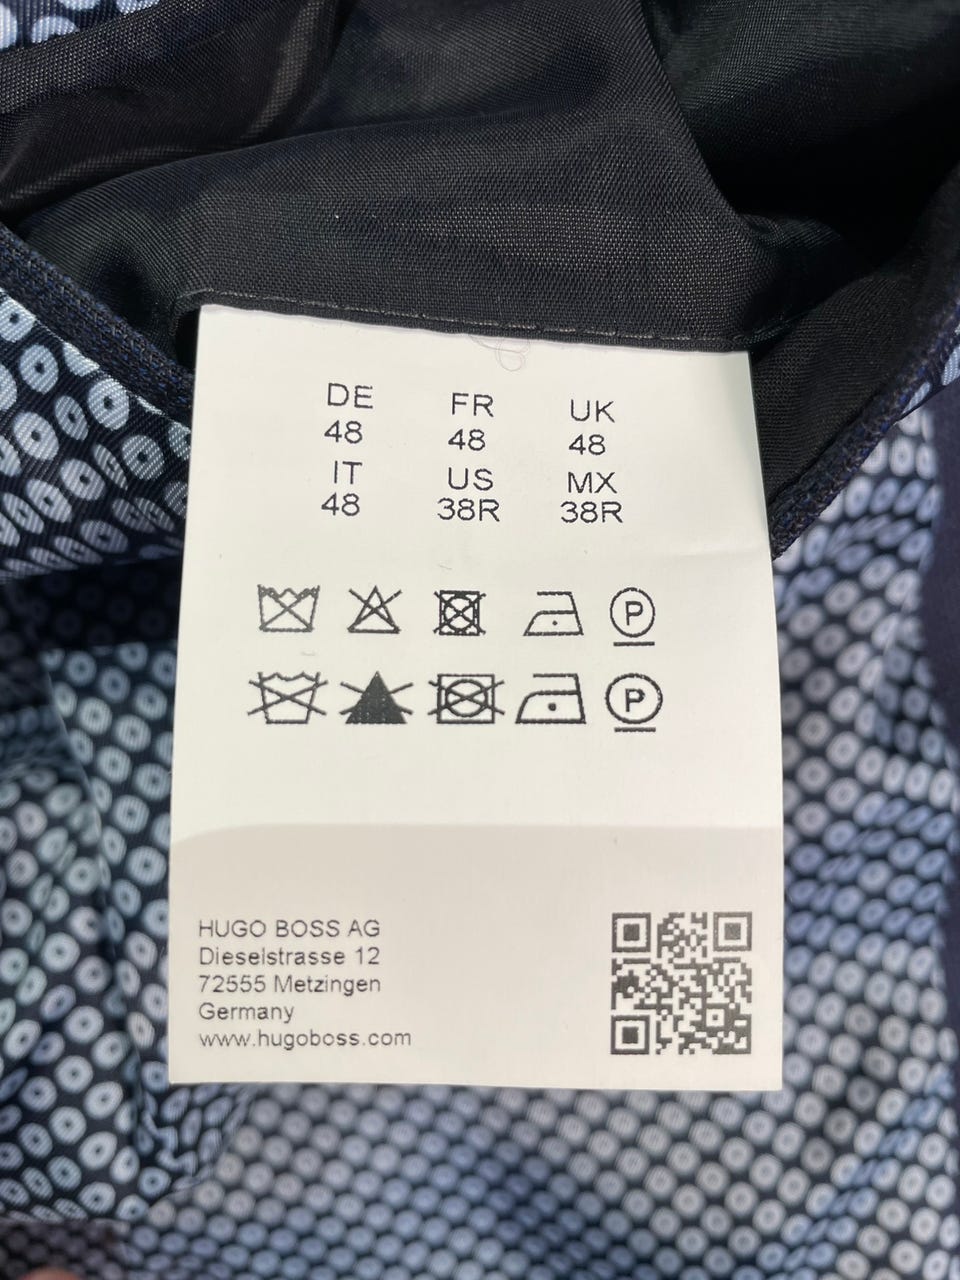 DE FR UK
48 48 48
IT US MX
48 38R 38R
P
P
HUGO BOSS AG
Dieselstrasse 12
72555 Metzingen
Germany
www.hugoboss.com